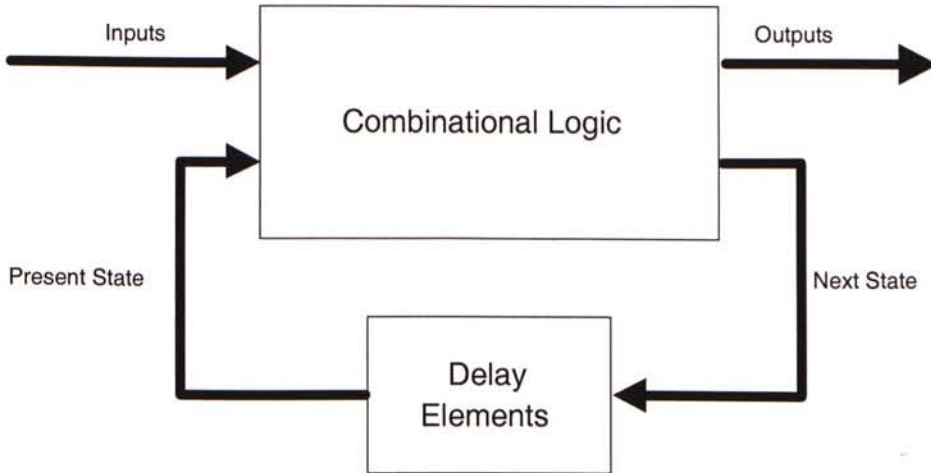 Inputs
Outputs
Combinational Logic
Present State
Next State
Delay
Elements